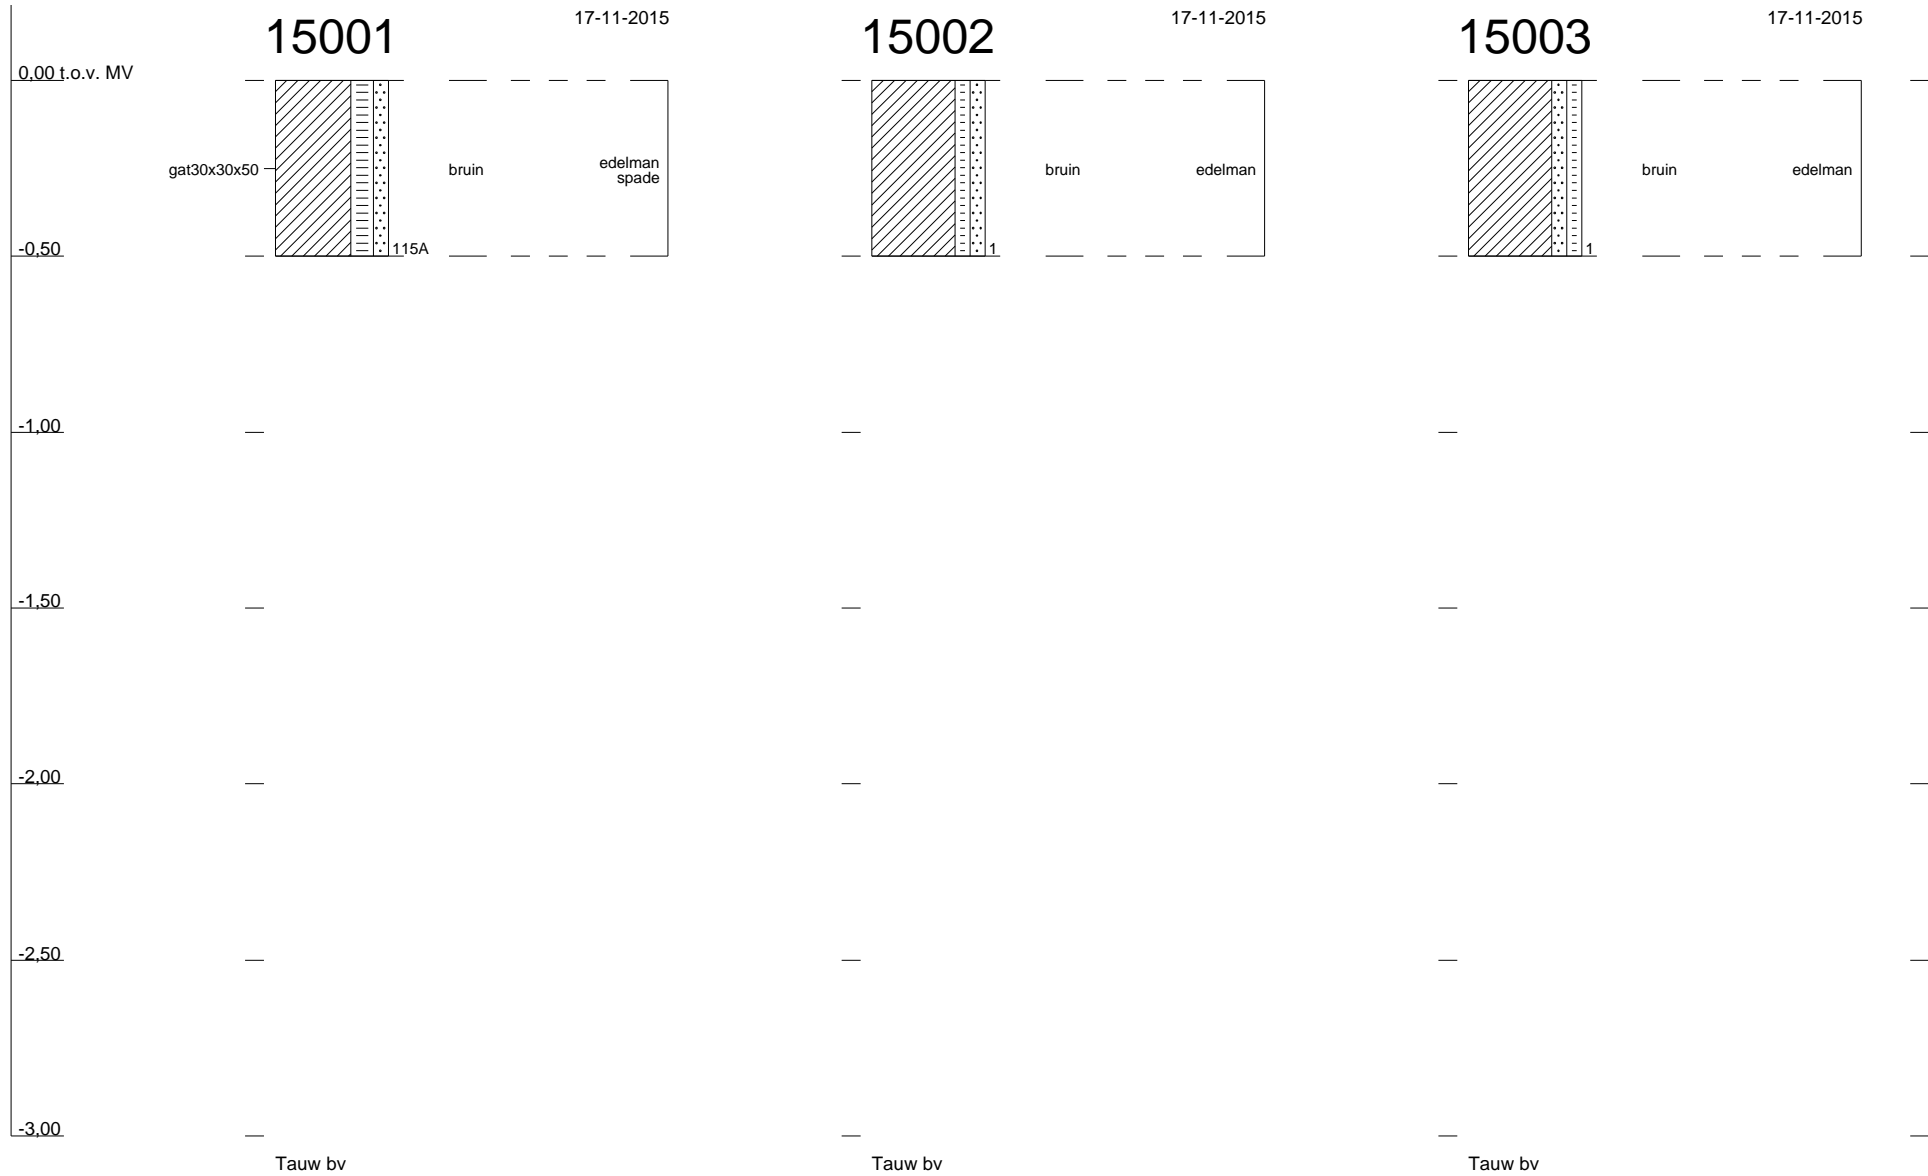 15001
17-11-2015
15002
17-11-2015
15003
17-11-2015
0,00 t.o.v. MV
gat30x30x50
bruin
edelman
spade
bruin
edelman
bruin
edelman
-0,50
115A
1
1
-1,00
-1,50
-2,00
-2,50
-3,00
Tauw bv
Tauw bv
Tauw bv